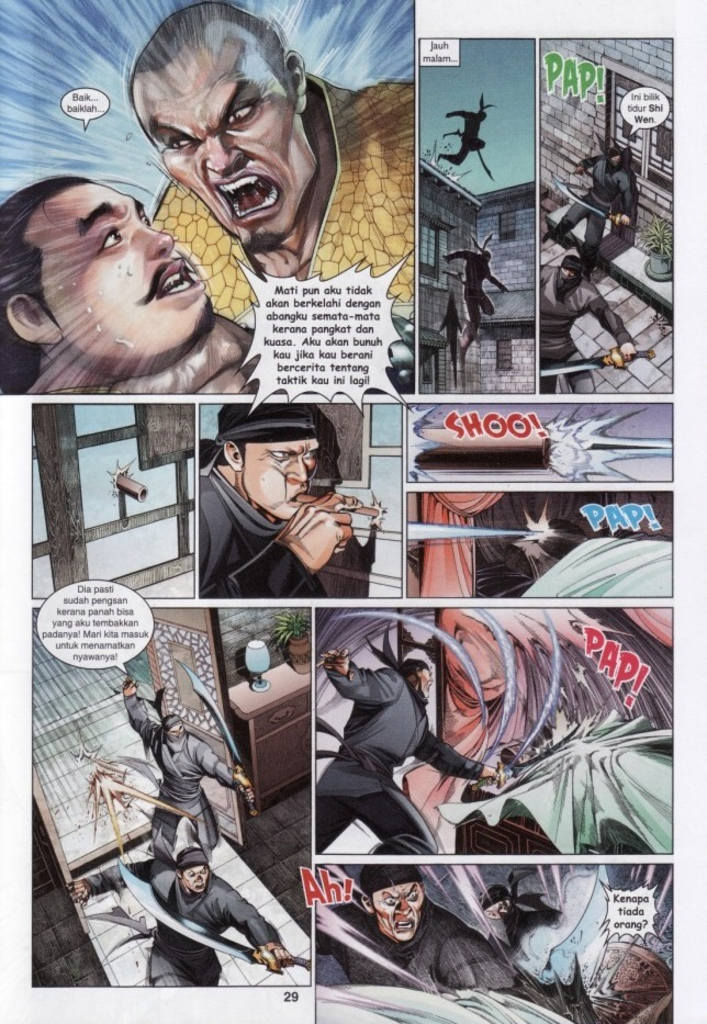 Baik...
baiklah...
Mati pun aku tidak
akan berkelahi dengan
abangku semata-mata
kerana pangkat dan
kuasa. Aku akan bunuh
kau jika kau berani
bercerita tentang
taktik kau ini lagi!
Jauh
malam...
PAP!
Ini bilik
tidur Shi
Wen.
SHOO!
PAP!
Dia pasti
sudah pengsan
kerana panah bisa
yang aku tembakkan
padanya! Mari kita masuk
untuk menamatkan
nyawanya!
PAP!
Ah!
Kenapa
tiada
orang?
29